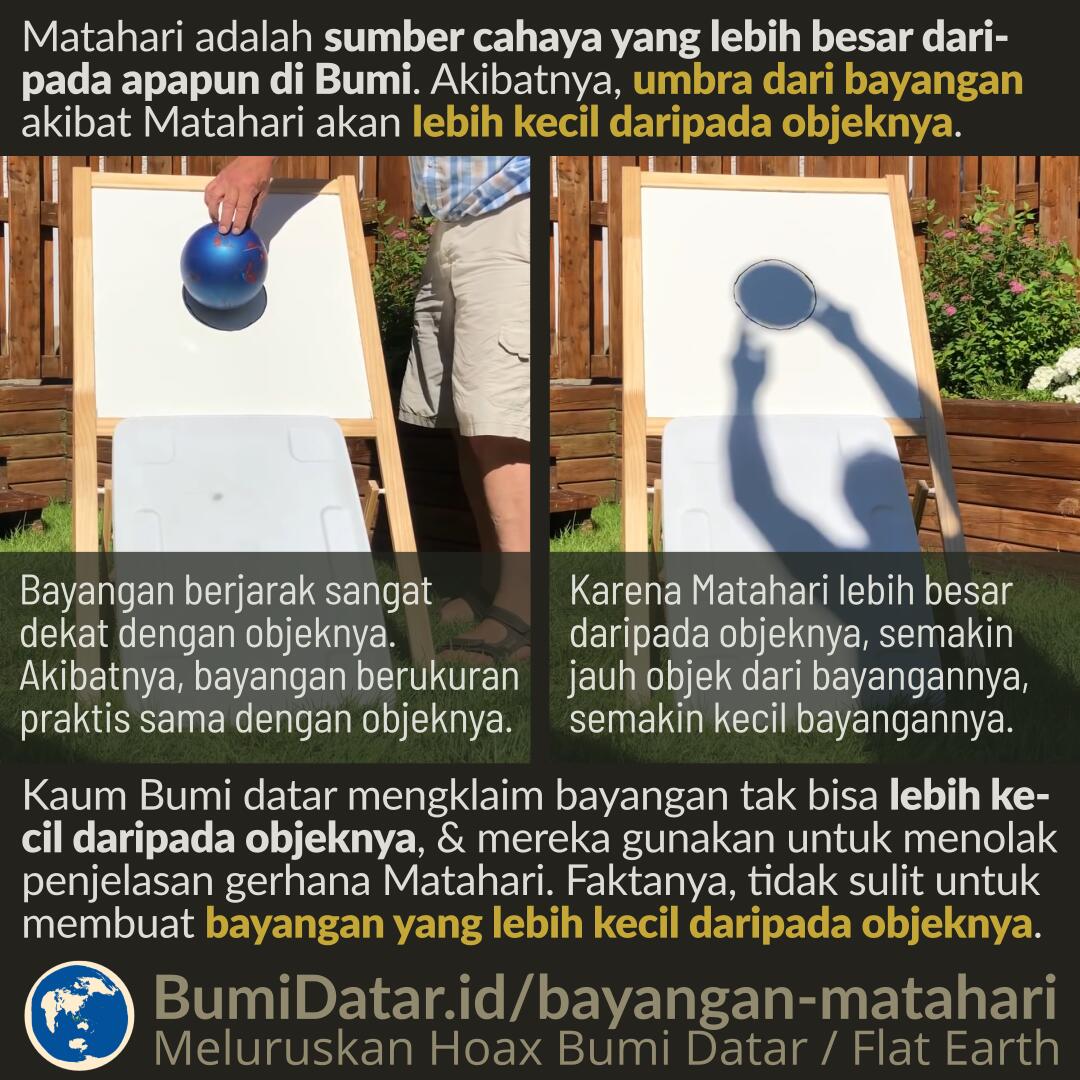 Matahari adalah sumber cahaya yang lebih besar dari-
pada apapun di Bumi. Akibatnya, umbra dari bayangan
akibat Matahari akan lebih kecil daripada objeknya.
Bayangan berjarak sangat
dekat dengan objeknya.
Akibatnya, bayangan berukuran
praktis sama dengan objeknya.
Karena Matahari lebih besar
daripada objeknya, semakin
jauh objek dari bayangannya,
semakin kecil bayangannya.
Kaum Bumi datar mengklaim bayangan tak bisa lebih ke-
cil daripada objeknya, & mereka gunakan untuk menolak
penjelasan gerhana Matahari. Faktanya, tidak sulit untuk
membuat bayangan yang lebih kecil daripada objeknya.
BumiDatar.id/bayangan-matahari
Meluruskan Hoax Bumi Datar / Flat Earth